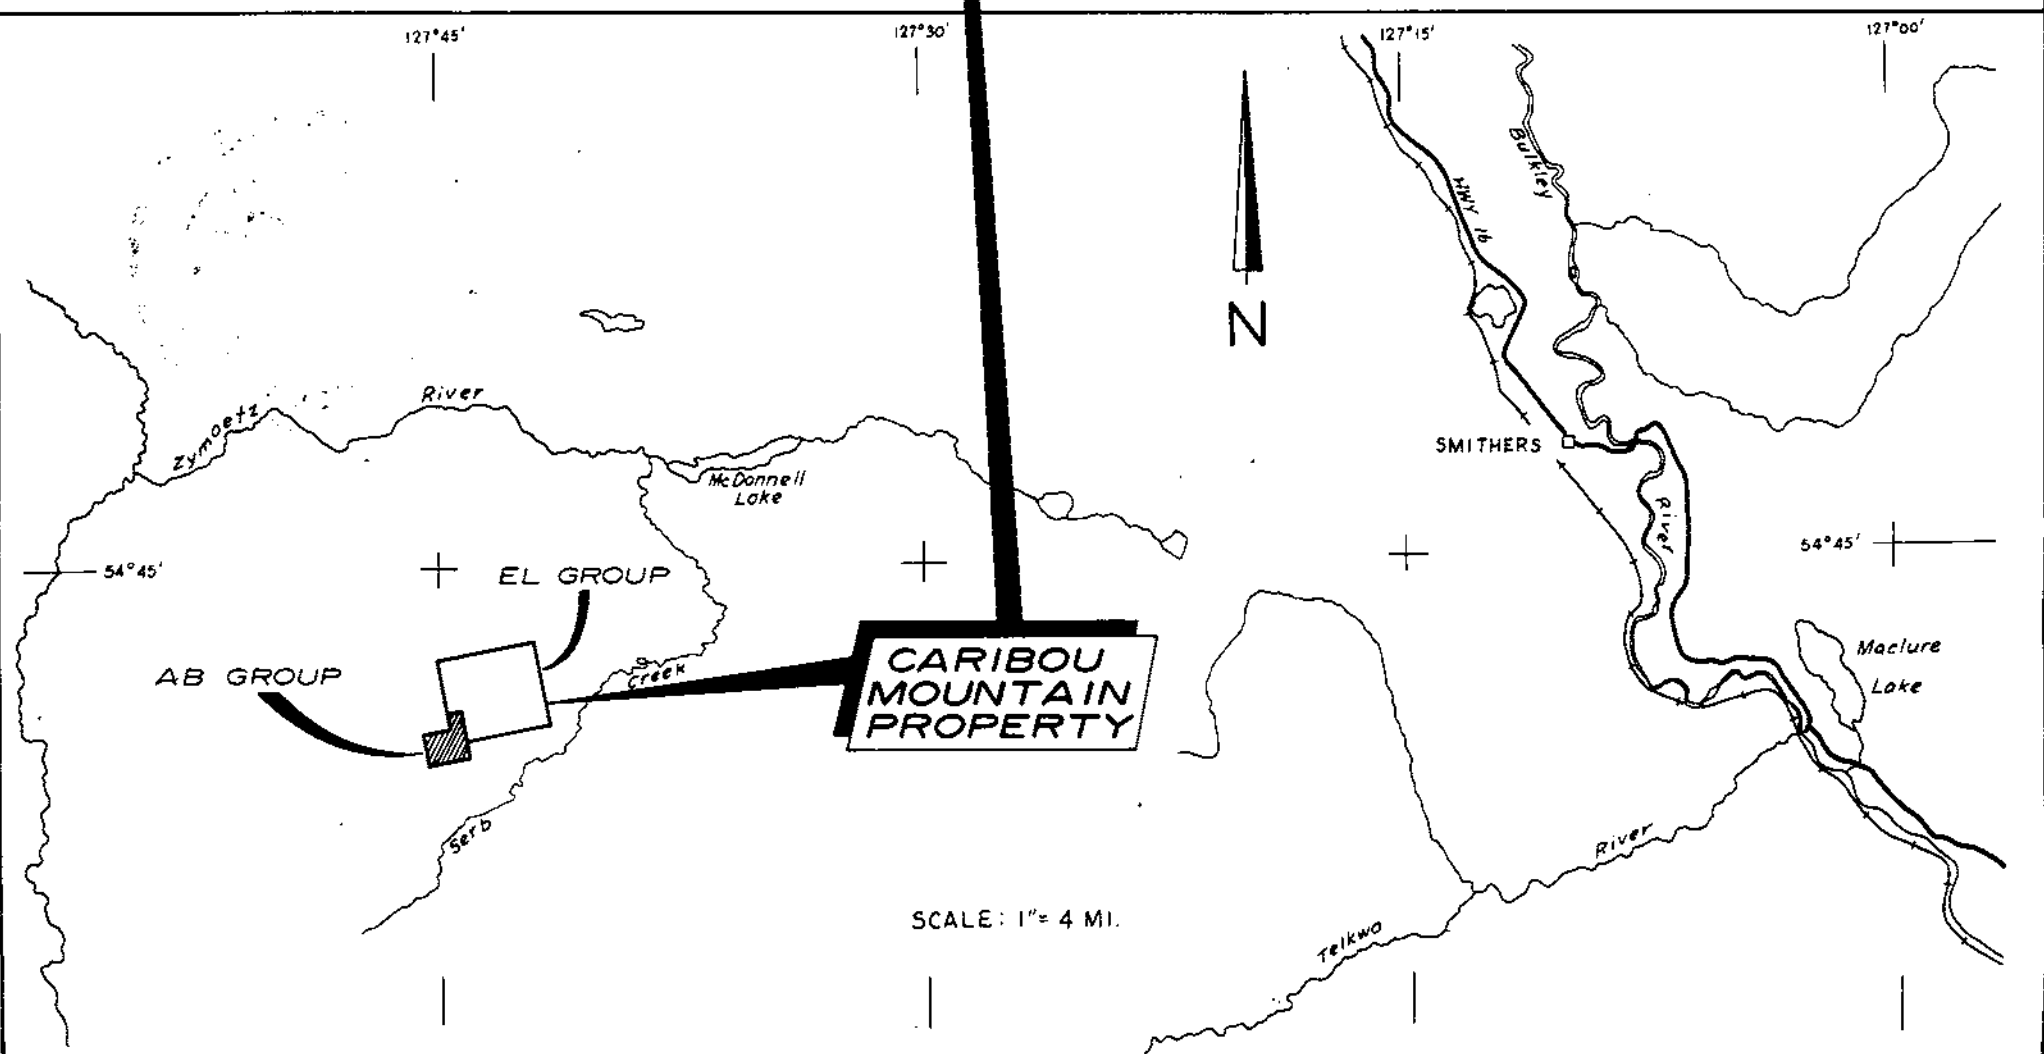 127°45'
127°30'
127°15'
127°00'
Bulkley
HWY 16
N
River
Zymoetz
SMITHERS
McDonnell
Lake
River
54°45'
54°45'
EL GROUP
AB GROUP
Creek
CARIBOU
MOUNTAIN
PROPERTY
Maclure
Lake
Serb
River
SCALE: 1"= 4 MI.
Telkwa